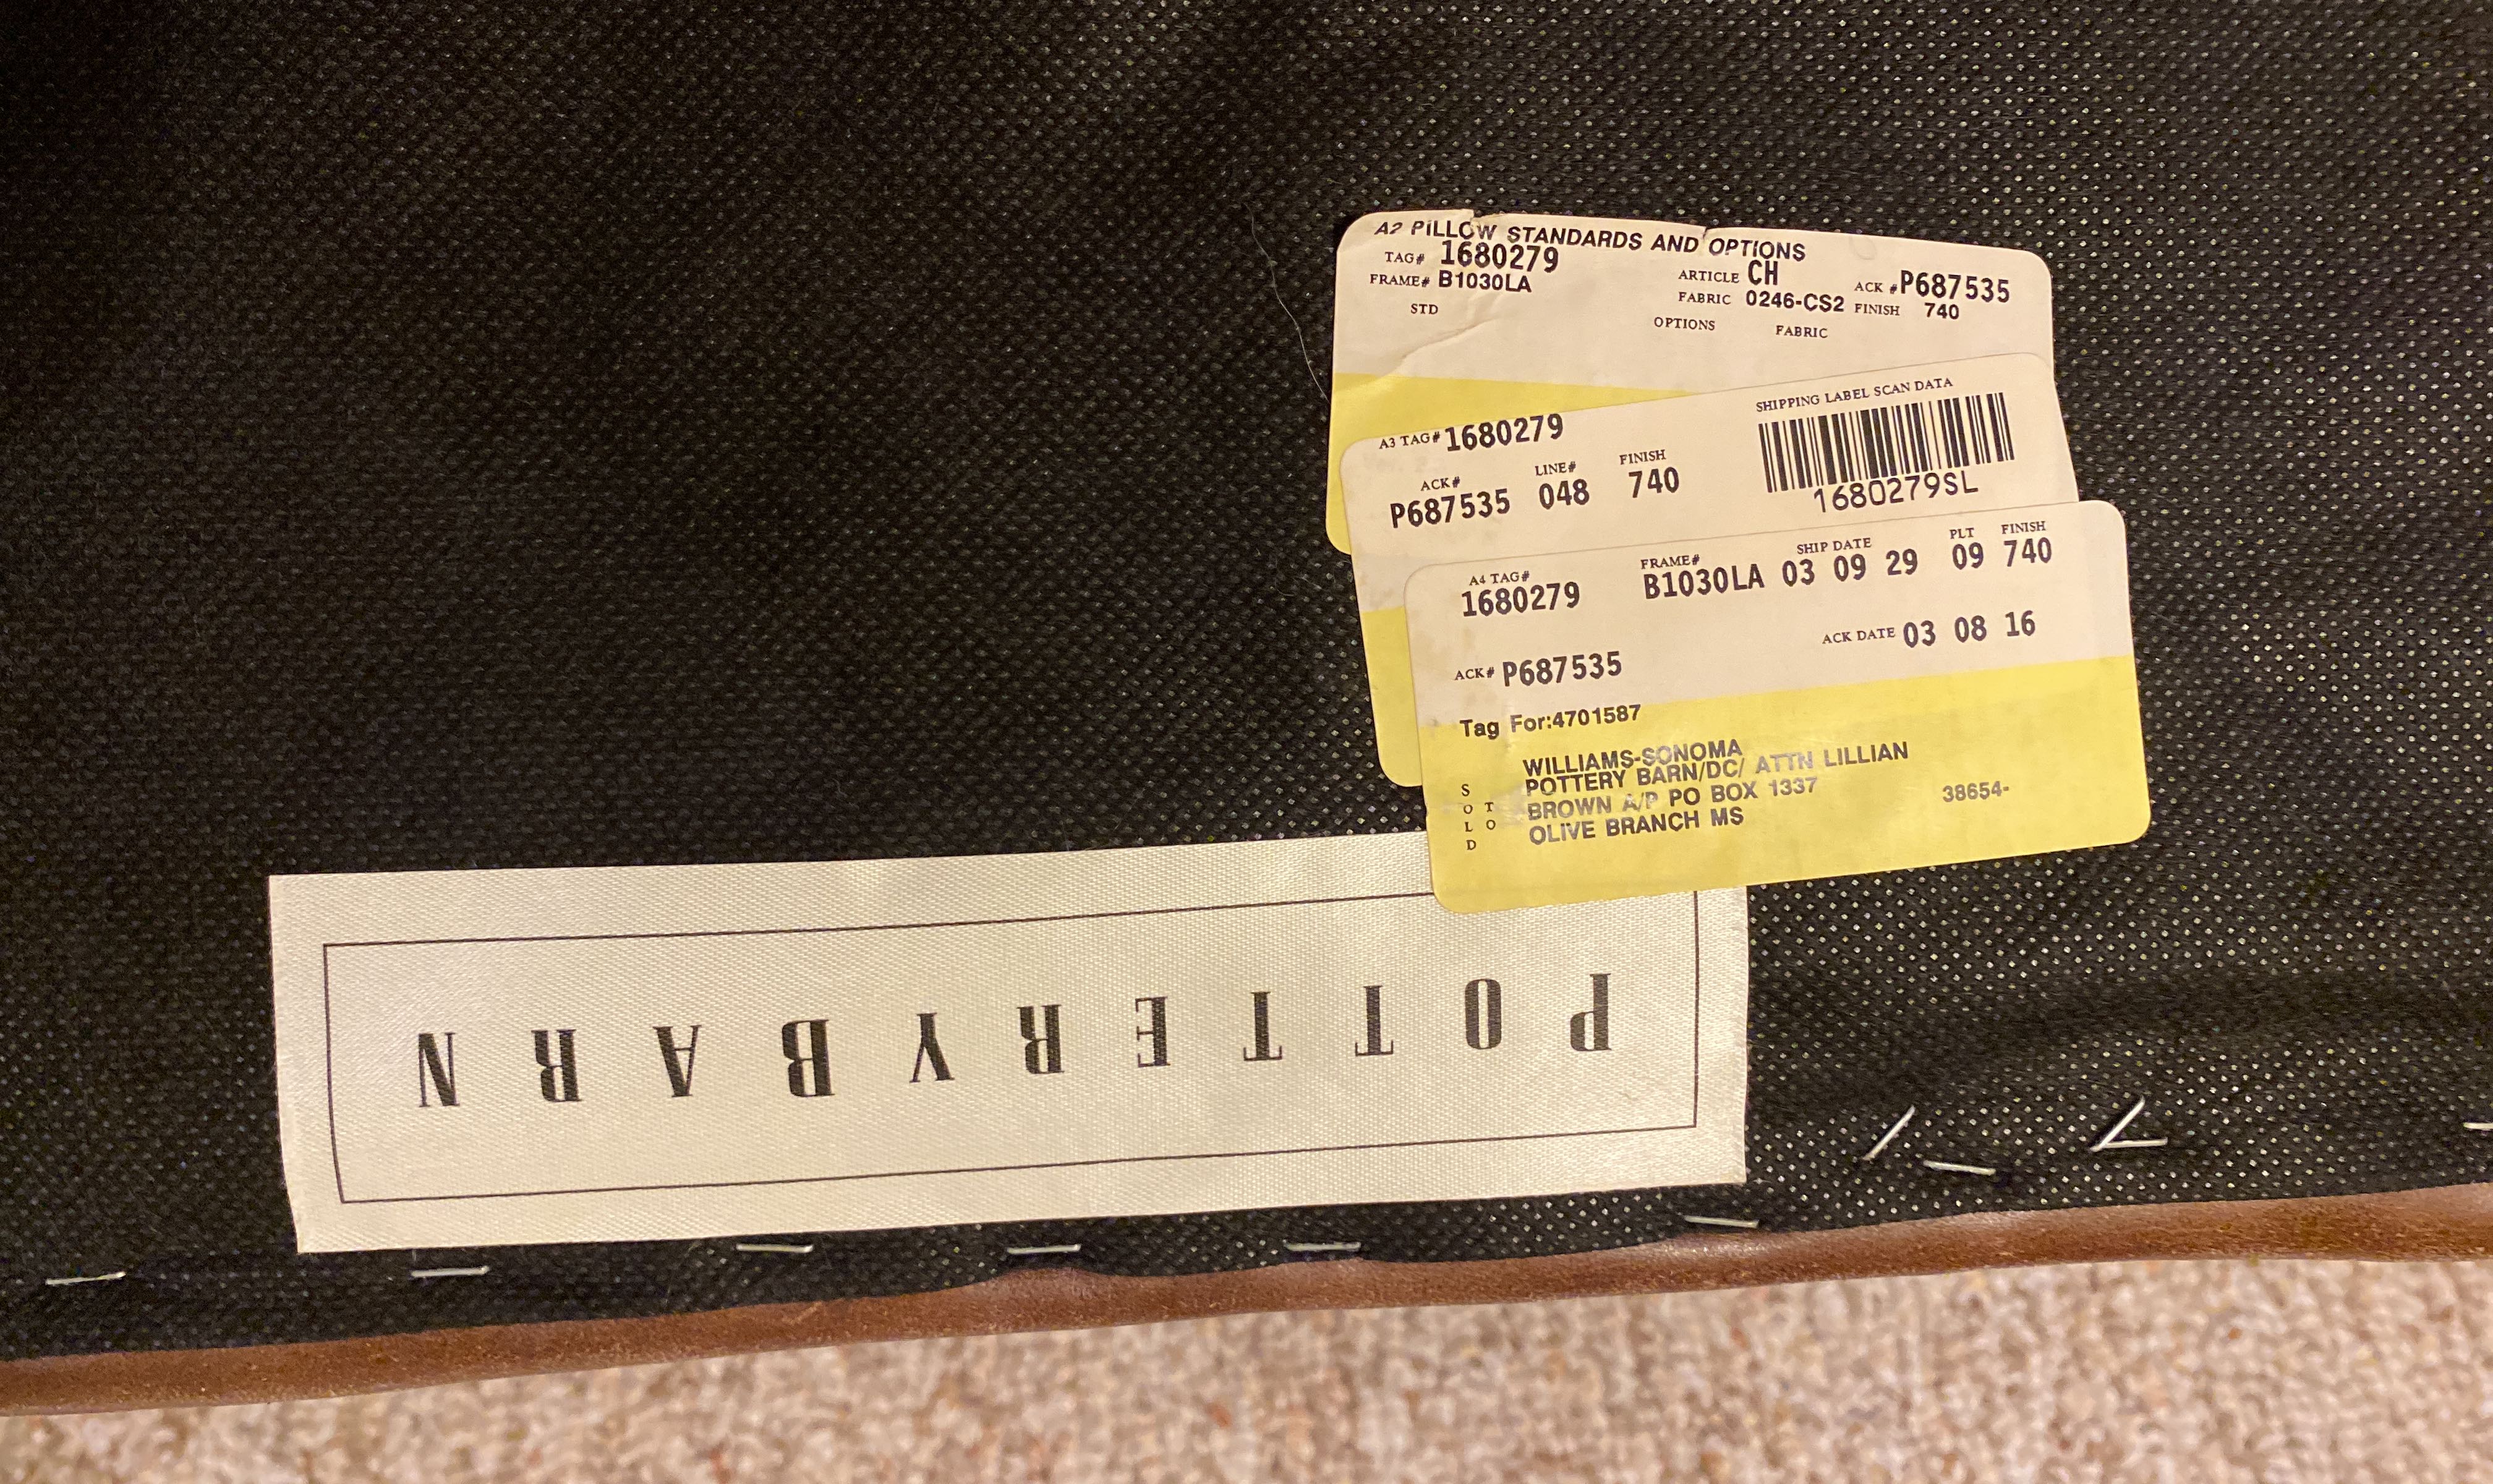 A2 PILLOW STANDARDS AND OPTIONS
TAG# 1680279
ARTICLE CH ACK # P687535
FRAME# B1030LA
FABRIC 0246-CS2 FINISH 740
STD
OPTIONS FABRIC
SHIPPING LABEL SCAN DATA
A3 TAG# 1680279
ACK# LINE# FINISH
P687535 048 740
1680279SL
A4 TAG# FRAME# SHIP DATE PLT FINISH
1680279 B1030LA 03 09 29 09 740
ACK DATE 03 08 16
ACK# P687535
Tag For:4701587
SOLD TO
WILLIAMS-SONOMA
POTTERY BARN/DC/ ATTN LILLIAN
BROWN A/P PO BOX 1337
OLIVE BRANCH MS 38654-
POTTERY BARN